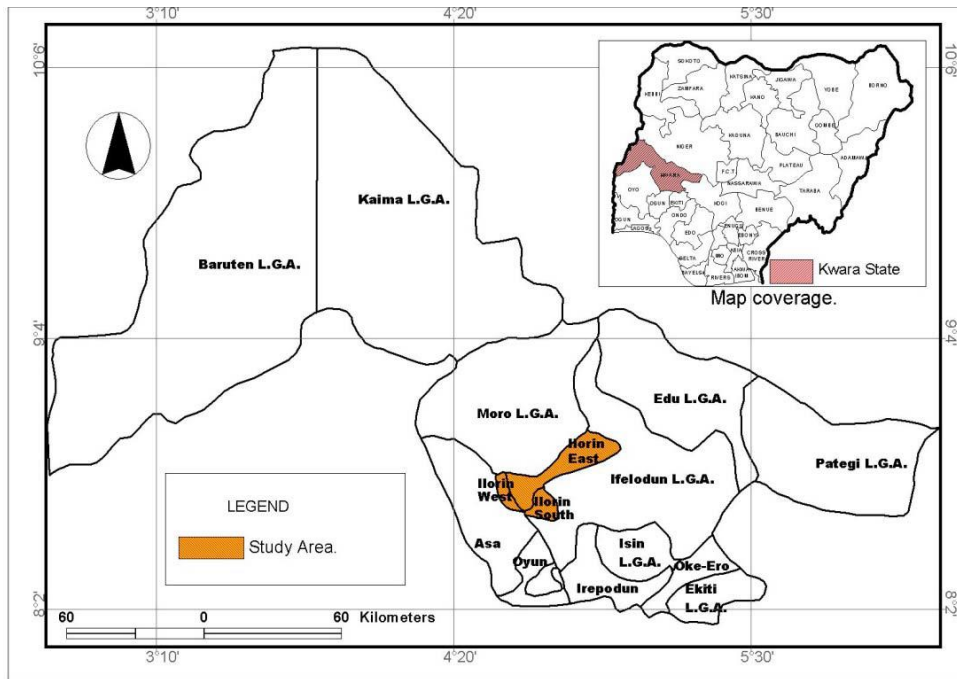 3°10'
4°20'
5°30'
10°6'
10°6'
SOKOTO
KATSINA
JIGAWA
YOBE
BORNO
KEBBI
ZAMFARA
KANO
KADUNA
BAUCHI
GOMBE
NIGER
ADAMAWA
PLATEAU
KWARA
F.C.T.
NASSARAWA
TARABA
OYO
OSUN
EKITI
KOGI
BENUE
OGUN
ONDO
LAGOS
EDO
ENUGU
EBONYI
DELTA
IMO
ABIA
CROSS
RIVER
BAYELSA
RIVERS
AKWA
IBOM
Kwara State
Map coverage.
Kaima L.G.A.
Baruten L.G.A.
9°4'
9°4'
Moro L.G.A.
Edu L.G.A.
Ilorin
East
Pategi L.G.A.
Ifelodun L.G.A.
Ilorin
West
Ilorin
South
LEGEND
Study Area.
Asa
Oyun
Isin
L.G.A.
Oke-Ero
Irepodun
Ekiti
L.G.A.
8°2'
8°2'
60
0
60
Kilometers
3°10'
4°20'
5°30'